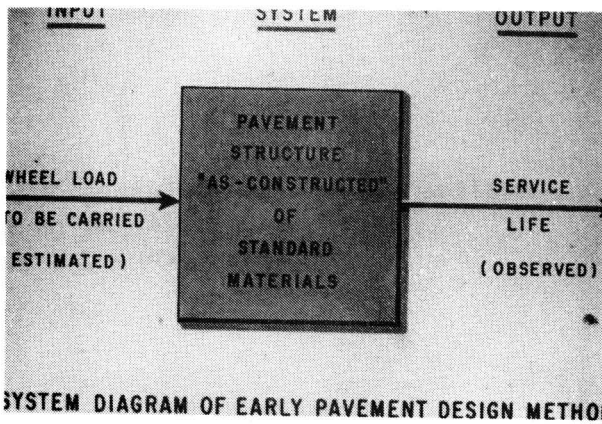 INPUT SYSTEM OUTPUT
PAVEMENT
STRUCTURE
WHEEL LOAD "AS-CONSTRUCTED" SERVICE
TO BE CARRIED OF LIFE
ESTIMATED) STANDARD (OBSERVED)
MATERIALS
SYSTEM DIAGRAM OF EARLY PAVEMENT DESIGN METHO